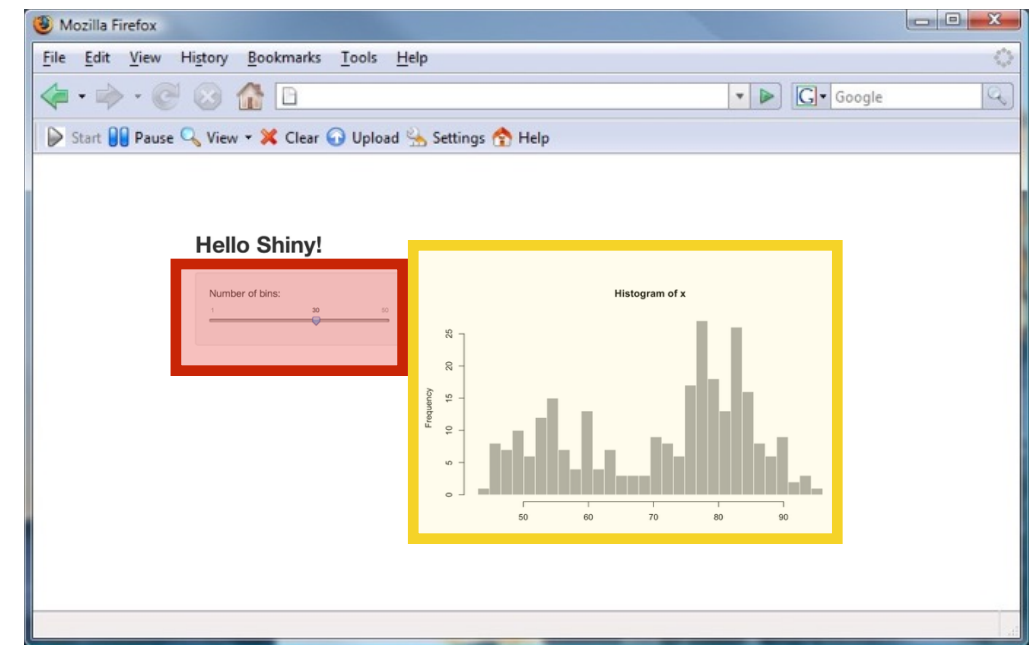 Mozilla Firefox
File Edit View History Bookmarks Tools Help
G Google
Start Pause View Clear Upload Settings Help
Hello Shiny!
Number of bins:
1 30 50
Histogram of x
Frequency
25
20
15
10
5
0
50 60 70 80 90